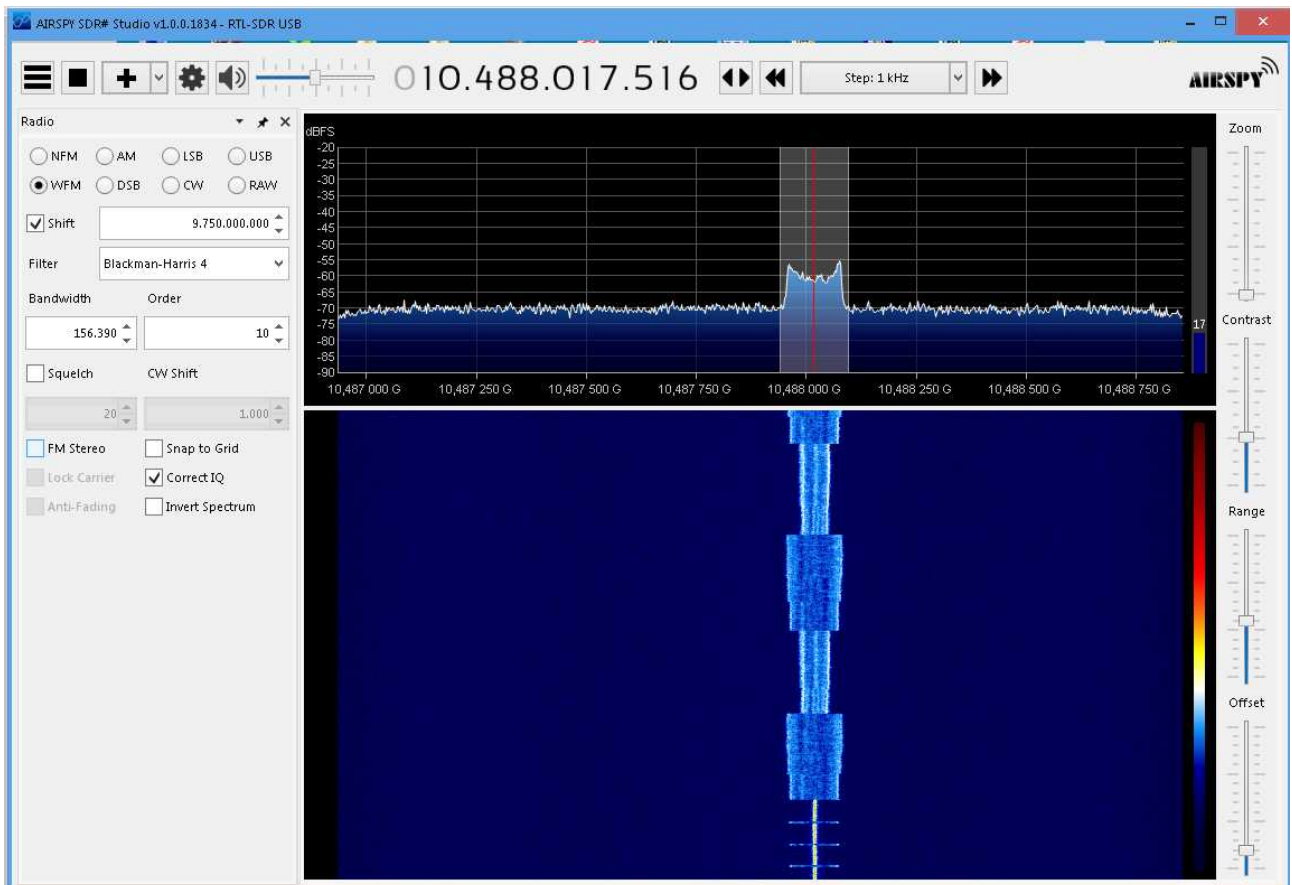 AIRSPY SDR# Studio v1.0.0.1834 - RTL-SDR USB
010.488.017.516
Step: 1 kHz
AIRSPY
Radio
NFM AM LSB USB
WFM DSB CW RAW
Shift 9.750.000.000
Filter Blackman-Harris 4
Bandwidth Order
156.390 10
Squelch CW Shift
20 1.000
FM Stereo Snap to Grid
Lock Carrier Correct IQ
Anti-Fading Invert Spectrum
dBFS
-20
-25
-30
-35
-40
-45
-50
-55
-60
-65
-70
-75
-80
-85
-90
17
10,487 000 G 10,487 250 G 10,487 500 G 10,487 750 G 10,488 000 G 10,488 250 G 10,488 500 G 10,488 750 G
Zoom
Contrast
Range
Offset